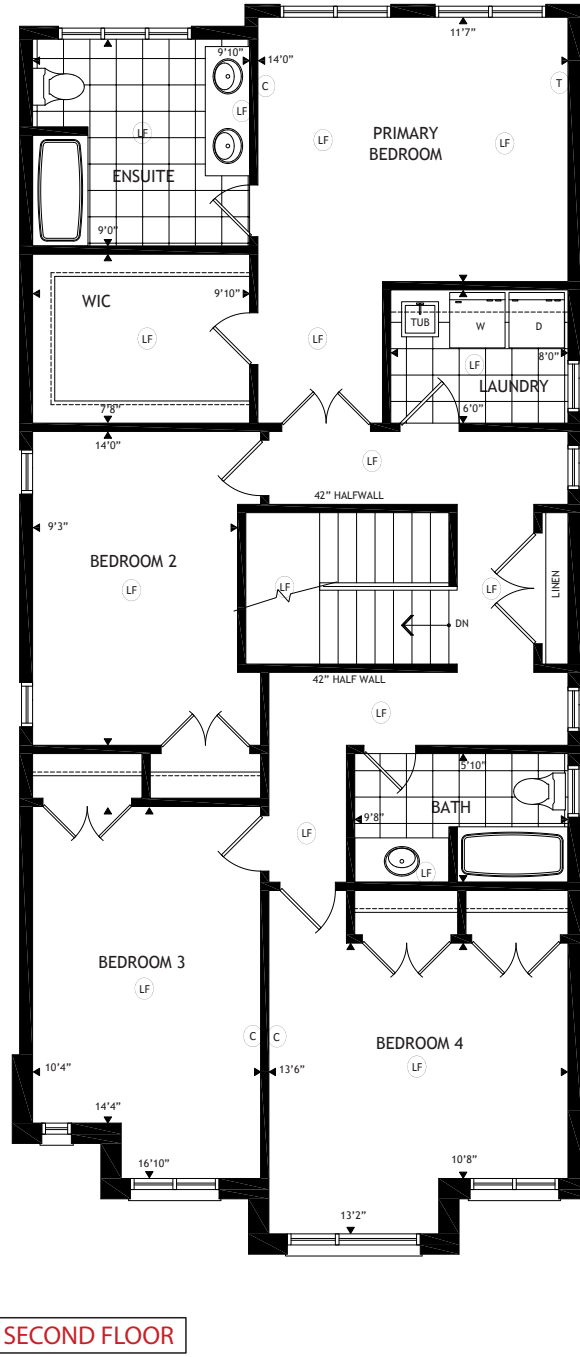 11'7"
9'10"
14'0"
C
T
LF
LF
LF
LF
PRIMARY
BEDROOM
ENSUITE
9'0"
WIC
9'10"
LF
LF
TUB
W
D
8'0"
LF
LAUNDRY
7'8"
6'0"
14'0"
LF
42" HALFWALL
9'3"
BEDROOM 2
LF
LF
LF
LINEN
DN
42" HALF WALL
LF
5'10"
BATH
9'8"
LF
LF
BEDROOM 3
LF
C
C
BEDROOM 4
10'4"
13'6"
LF
14'4"
16'10"
10'8"
13'2"
SECOND FLOOR